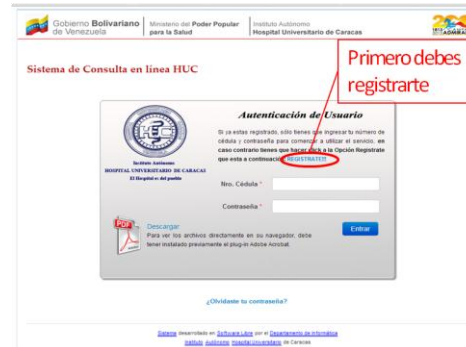 Gobierno Bolivariano
de Venezuela
Ministerio del Poder Popular
para la Salud
Instituto Autónomo
Hospital Universitario de Caracas
Sistema de Consulta en línea HUC
Primero debes
registrarte
Autenticación de Usuario
Si ya estas registrado, sólo tienes que ingresar tu número de
cédula y contraseña para comenzar a utilizar el servicio, en
caso contrario tienes que hacer click a la Opción Registrate
que esta a continuación REGISTRATE!!!
Instituto Autónomo
HOSPITAL UNIVERSITARIO DE CARACAS
El Hospital es del pueblo
Nro. Cédula *
Contraseña *
PDF
Descargar
Para ver los archivos directamente en su navegador, debe
tener instalado previamente el plug-in Adobe Acrobat.
Entrar
¿Olvidaste tu contraseña?
Sistema desarrollado en Software Libre por el Departamento de Informática
Instituto Autónomo Hospital Universitario de Caracas